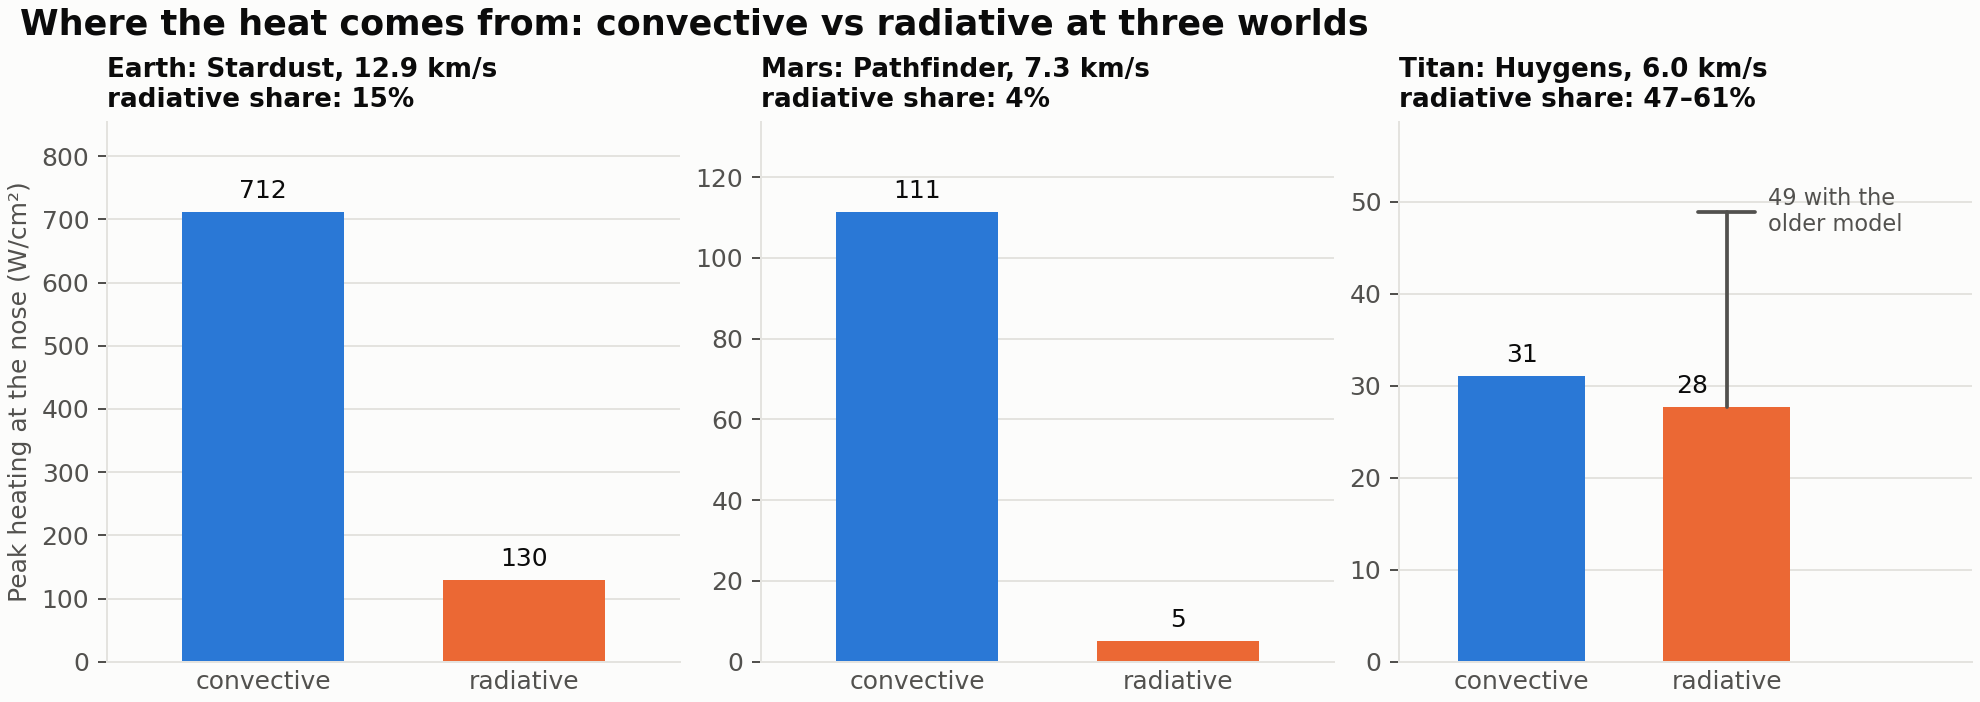 Where the heat comes from: convective vs radiative at three worlds
Earth: Stardust, 12.9 km/s
radiative share: 15%
Peak heating at the nose (W/cm²)
800
700
600
500
400
300
200
100
0
712
130
convective
radiative
Mars: Pathfinder, 7.3 km/s
radiative share: 4%
120
100
80
60
40
20
0
111
5
convective
radiative
Titan: Huygens, 6.0 km/s
radiative share: 47–61%
50
40
30
20
10
0
31
28
49 with the
older model
convective
radiative